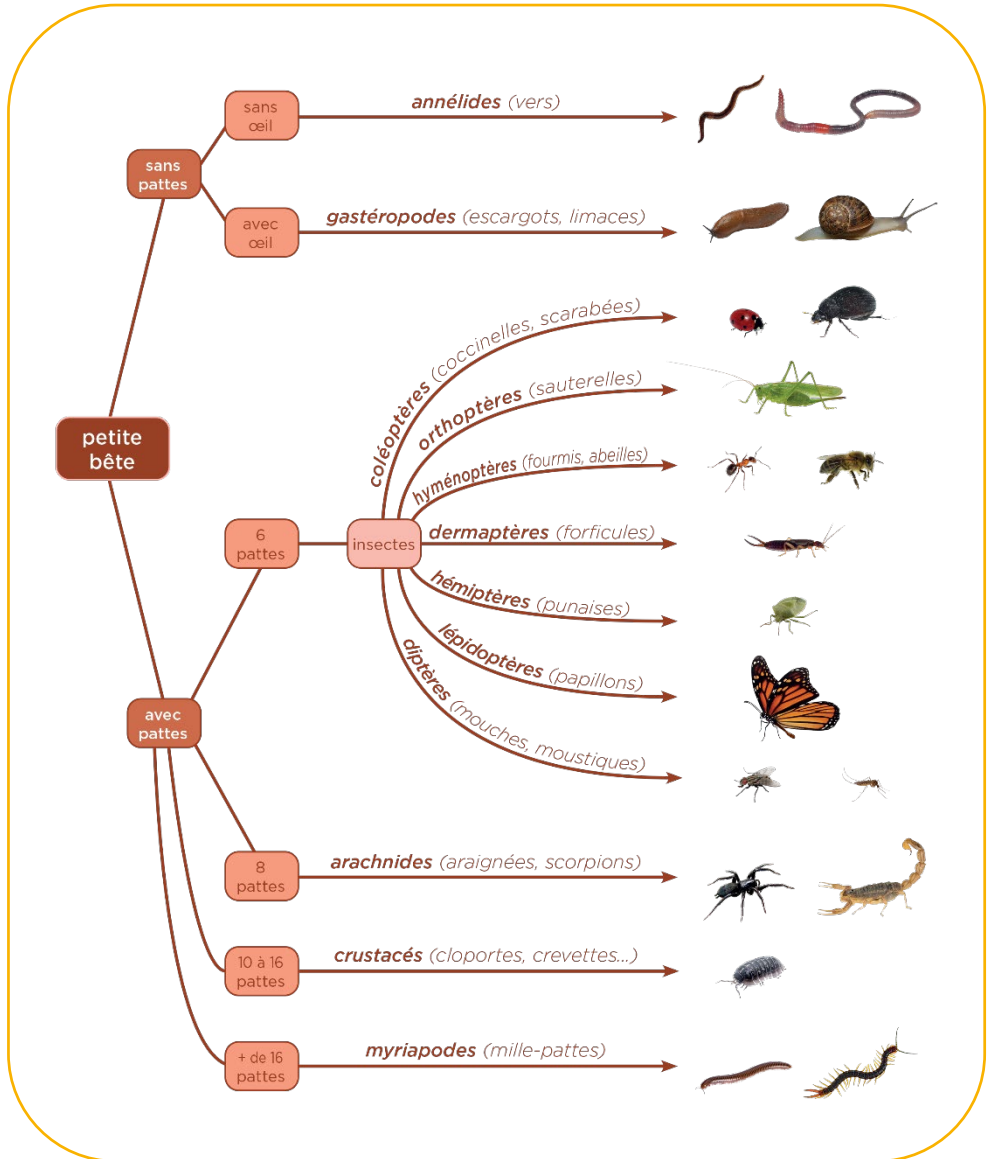 sans
œil
annélides (vers)
sans
pattes
avec
œil
gastéropodes (escargots, limaces)
coléoptères (coccinelles, scarabées)
orthoptères (sauterelles)
petite
bête
hyménoptères (fourmis, abeilles)
6
pattes
insectes
dermaptères (forficules)
hémiptères (punaises)
lépidoptères (papillons)
diptères (mouches, moustiques)
avec
pattes
8
pattes
arachnides (araignées, scorpions)
10 à 16
pattes
crustacés (cloportes, crevettes...)
+ de 16
pattes
myriapodes (mille-pattes)